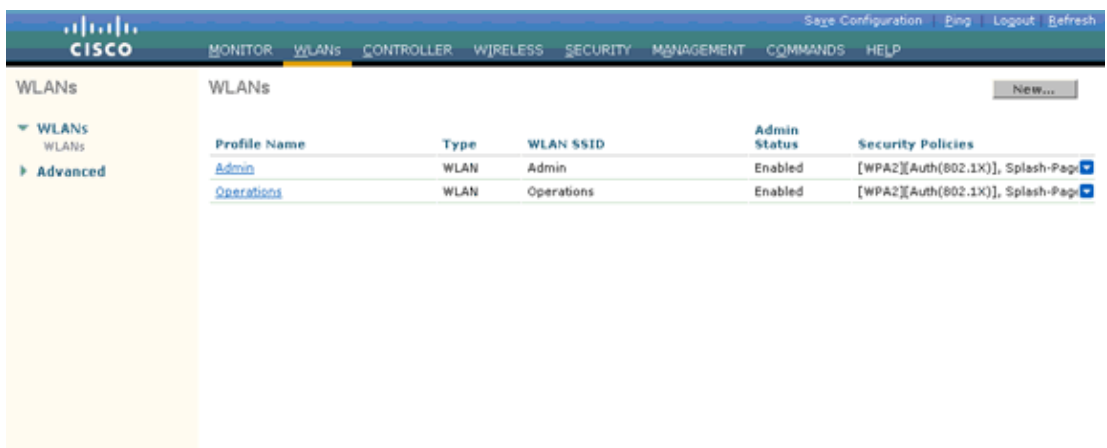 Save Configuration | Ping | Logout | Refresh
CISCO
MONITOR WLANs CONTROLLER WIRELESS SECURITY MANAGEMENT COMMANDS HELP
WLANs
WLANs
WLANs
Advanced
WLANs
New...
Profile Name Type WLAN SSID Admin Status Security Policies
Admin WLAN Admin Enabled [WPA2][Auth(802.1X)], Splash-Page
Operations WLAN Operations Enabled [WPA2][Auth(802.1X)], Splash-Page